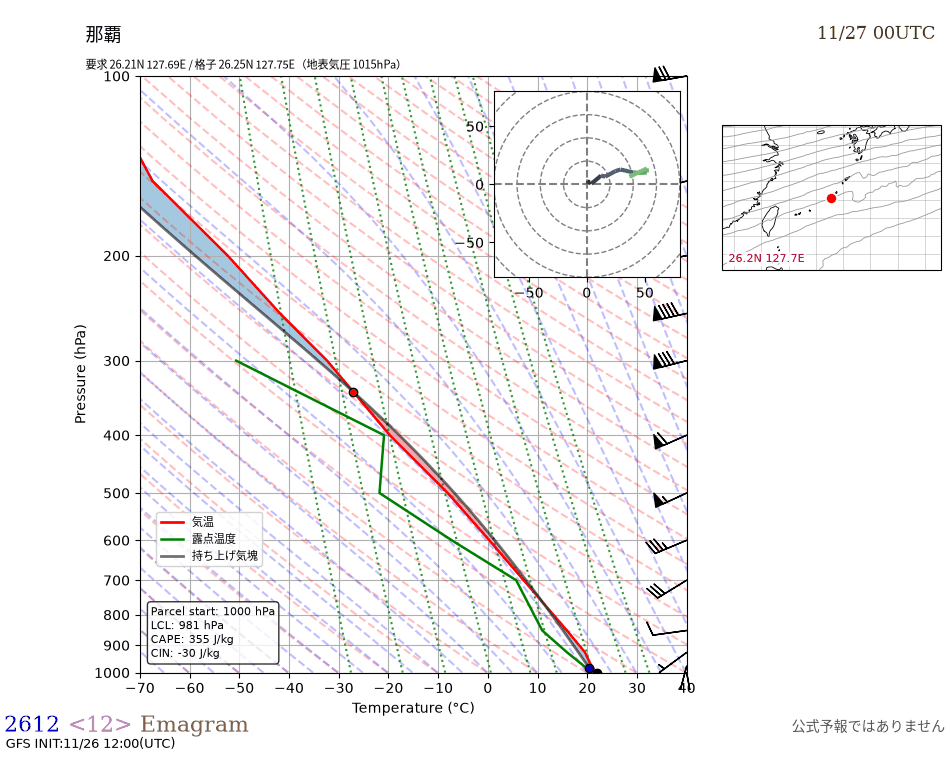 那覇
11/27 00UTC
要求 26.21N 127.69E / 格子 26.25N 127.75E（地表気圧 1015hPa）
100
200
300
400
500
600
700
800
900
1000
Pressure (hPa)
50
0
−50
−50
0
50
26.2N 127.7E
気温
露点温度
持ち上げ気塊
Parcel start: 1000 hPa
LCL: 981 hPa
CAPE: 355 J/kg
CIN: -30 J/kg
−70 −60 −50 −40 −30 −20 −10 0 10 20 30 40
Temperature (°C)
2612 <12> Emagram
公式予報ではありません
GFS INIT:11/26 12:00(UTC)